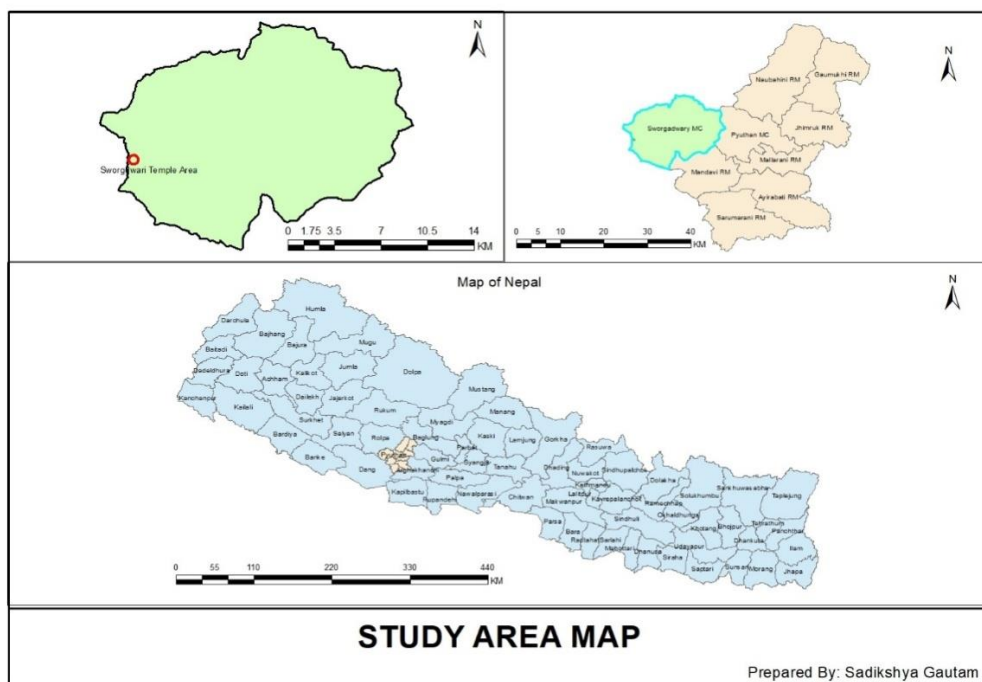 N
Sworgdwari Temple Area
0 1.75 3.5 7 10.5 14
KM
N
Naubahini RM
Gaumukhi RM
Sworgadwary MC
Pyuthan MC
Jhimruk RM
Mallarani RM
Mandavi RM
Ayirabati RM
Sarumarani RM
0 5 10 20 30 40
KM
Map of Nepal
N
Humla
Darchula
Bajhang
Mugu
Baitadi
Bajura
Dadeldhura
Doti
Achham
Kalikot
Jumla
Dolpa
Kanchanpur
Dailekh
Jajarkot
Mustang
Kailali
Rukum
Manang
Surkhet
Myagdi
Bardiya
Salyan
Rolpa
Baglung
Kaski
Lamjung
Gorkha
Parbat
Rasuwa
Banke
Dang
Pyuthan
Gulmi
Syangja
Tanahu
Dhading
Nuwakot
Sindhupalchok
Dolakha
Arghakhanchi
Palpa
Kathmandu
Solukhumbu
Sankhuwasabha
Taplejung
Kapilbastu
Rupandehi
Nawalparasi
Chitwan
Lalitpur
Kavrepalanchok
Ramechhap
Makwanpur
Okhaldhunga
Parsa
Bara
Sindhuli
Khotang
Bhojpur
Tehrathum
Panchthar
Rautahat
Sarlahi
Mahottari
Dhanusa
Udayapur
Dhankuta
Ilam
Siraha
Saptari
Sunsari
Morang
Jhapa
0 55 110 220 330 440
KM
STUDY AREA MAP
Prepared By: Sadikshya Gautam